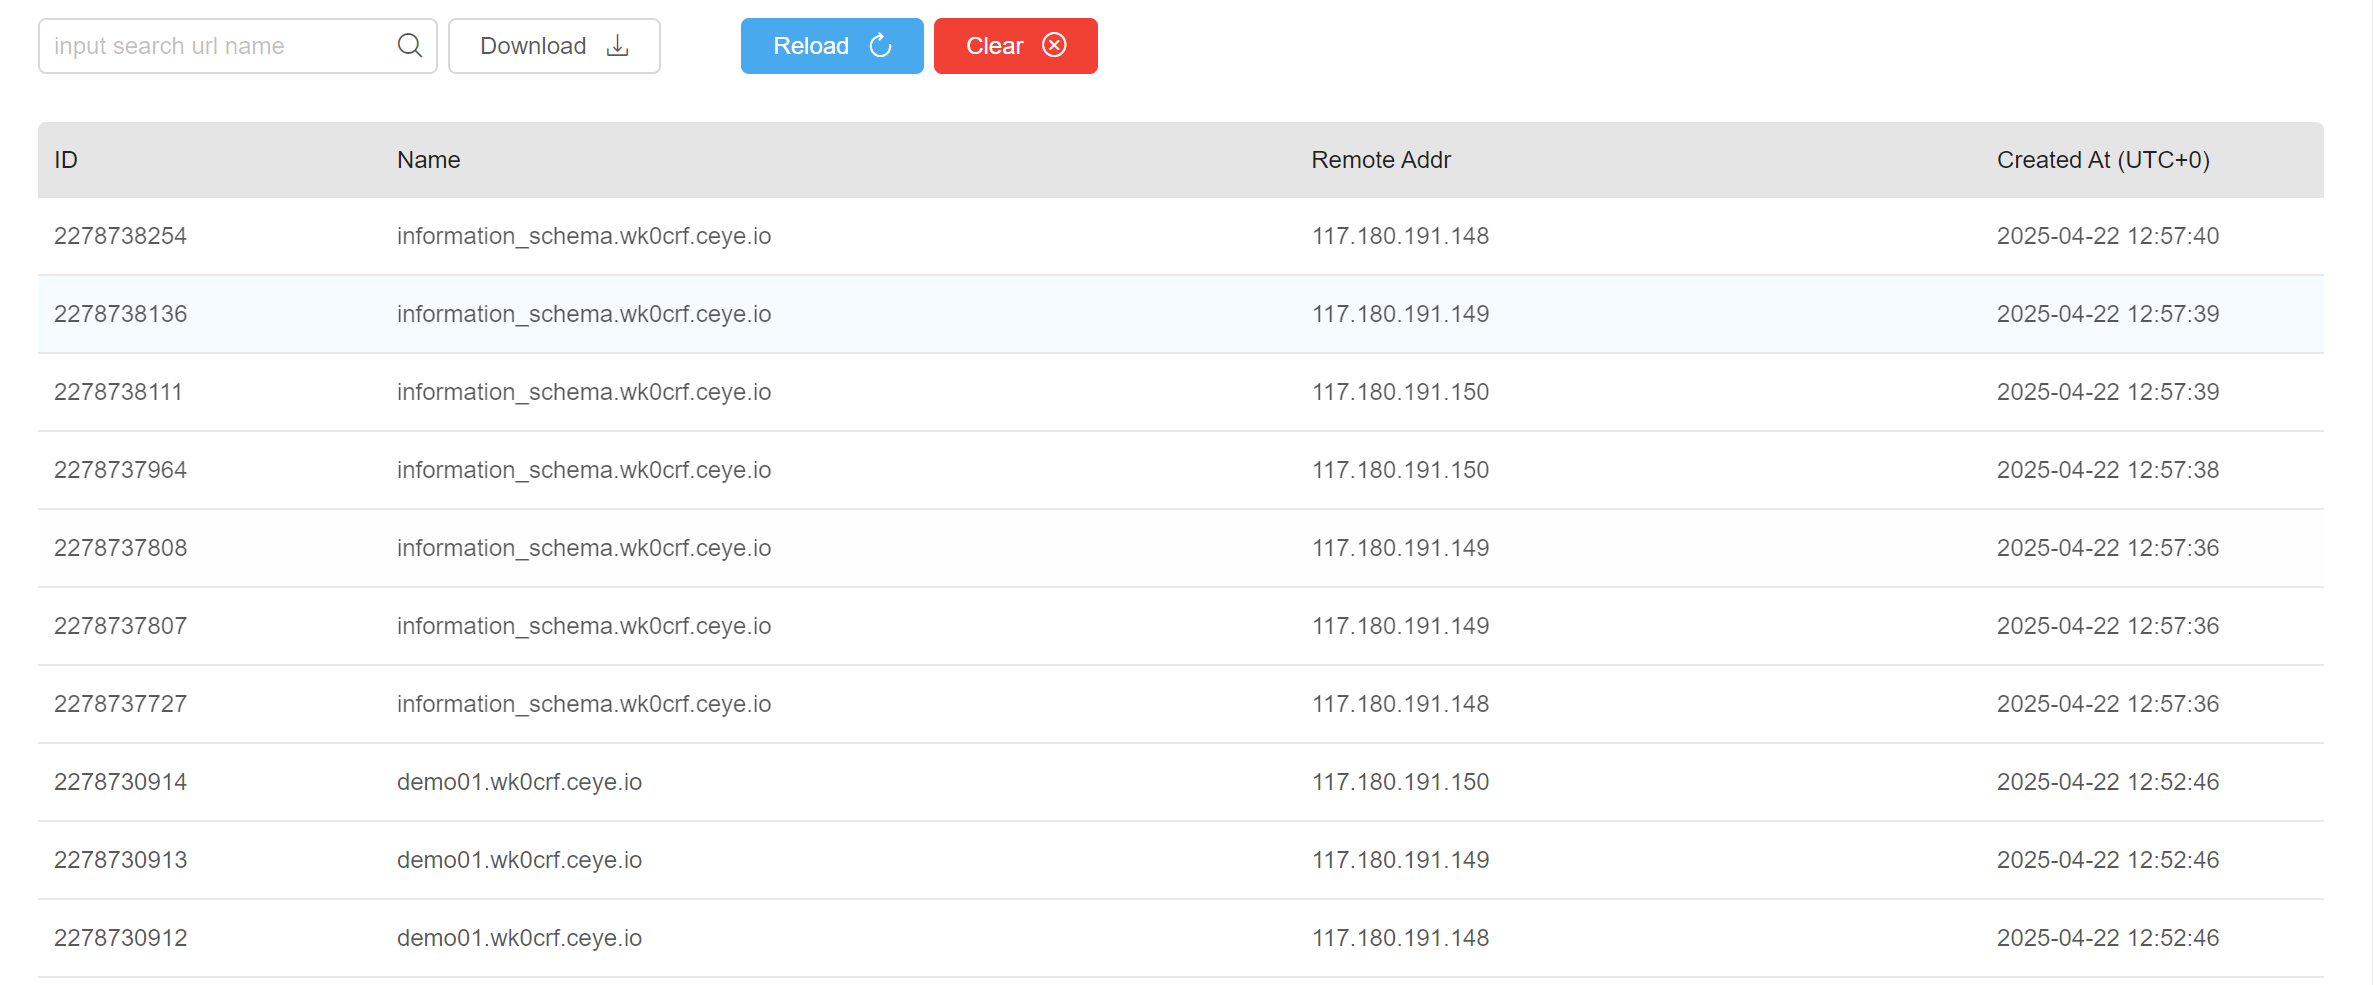 input search url name Download Reload Clear
ID Name Remote Addr Created At (UTC+0)
2278738254 information_schema.wk0crf.ceye.io 117.180.191.148 2025-04-22 12:57:40
2278738136 information_schema.wk0crf.ceye.io 117.180.191.149 2025-04-22 12:57:39
2278738111 information_schema.wk0crf.ceye.io 117.180.191.150 2025-04-22 12:57:39
2278737964 information_schema.wk0crf.ceye.io 117.180.191.150 2025-04-22 12:57:38
2278737808 information_schema.wk0crf.ceye.io 117.180.191.149 2025-04-22 12:57:36
2278737807 information_schema.wk0crf.ceye.io 117.180.191.149 2025-04-22 12:57:36
2278737727 information_schema.wk0crf.ceye.io 117.180.191.148 2025-04-22 12:57:36
2278730914 demo01.wk0crf.ceye.io 117.180.191.150 2025-04-22 12:52:46
2278730913 demo01.wk0crf.ceye.io 117.180.191.149 2025-04-22 12:52:46
2278730912 demo01.wk0crf.ceye.io 117.180.191.148 2025-04-22 12:52:46